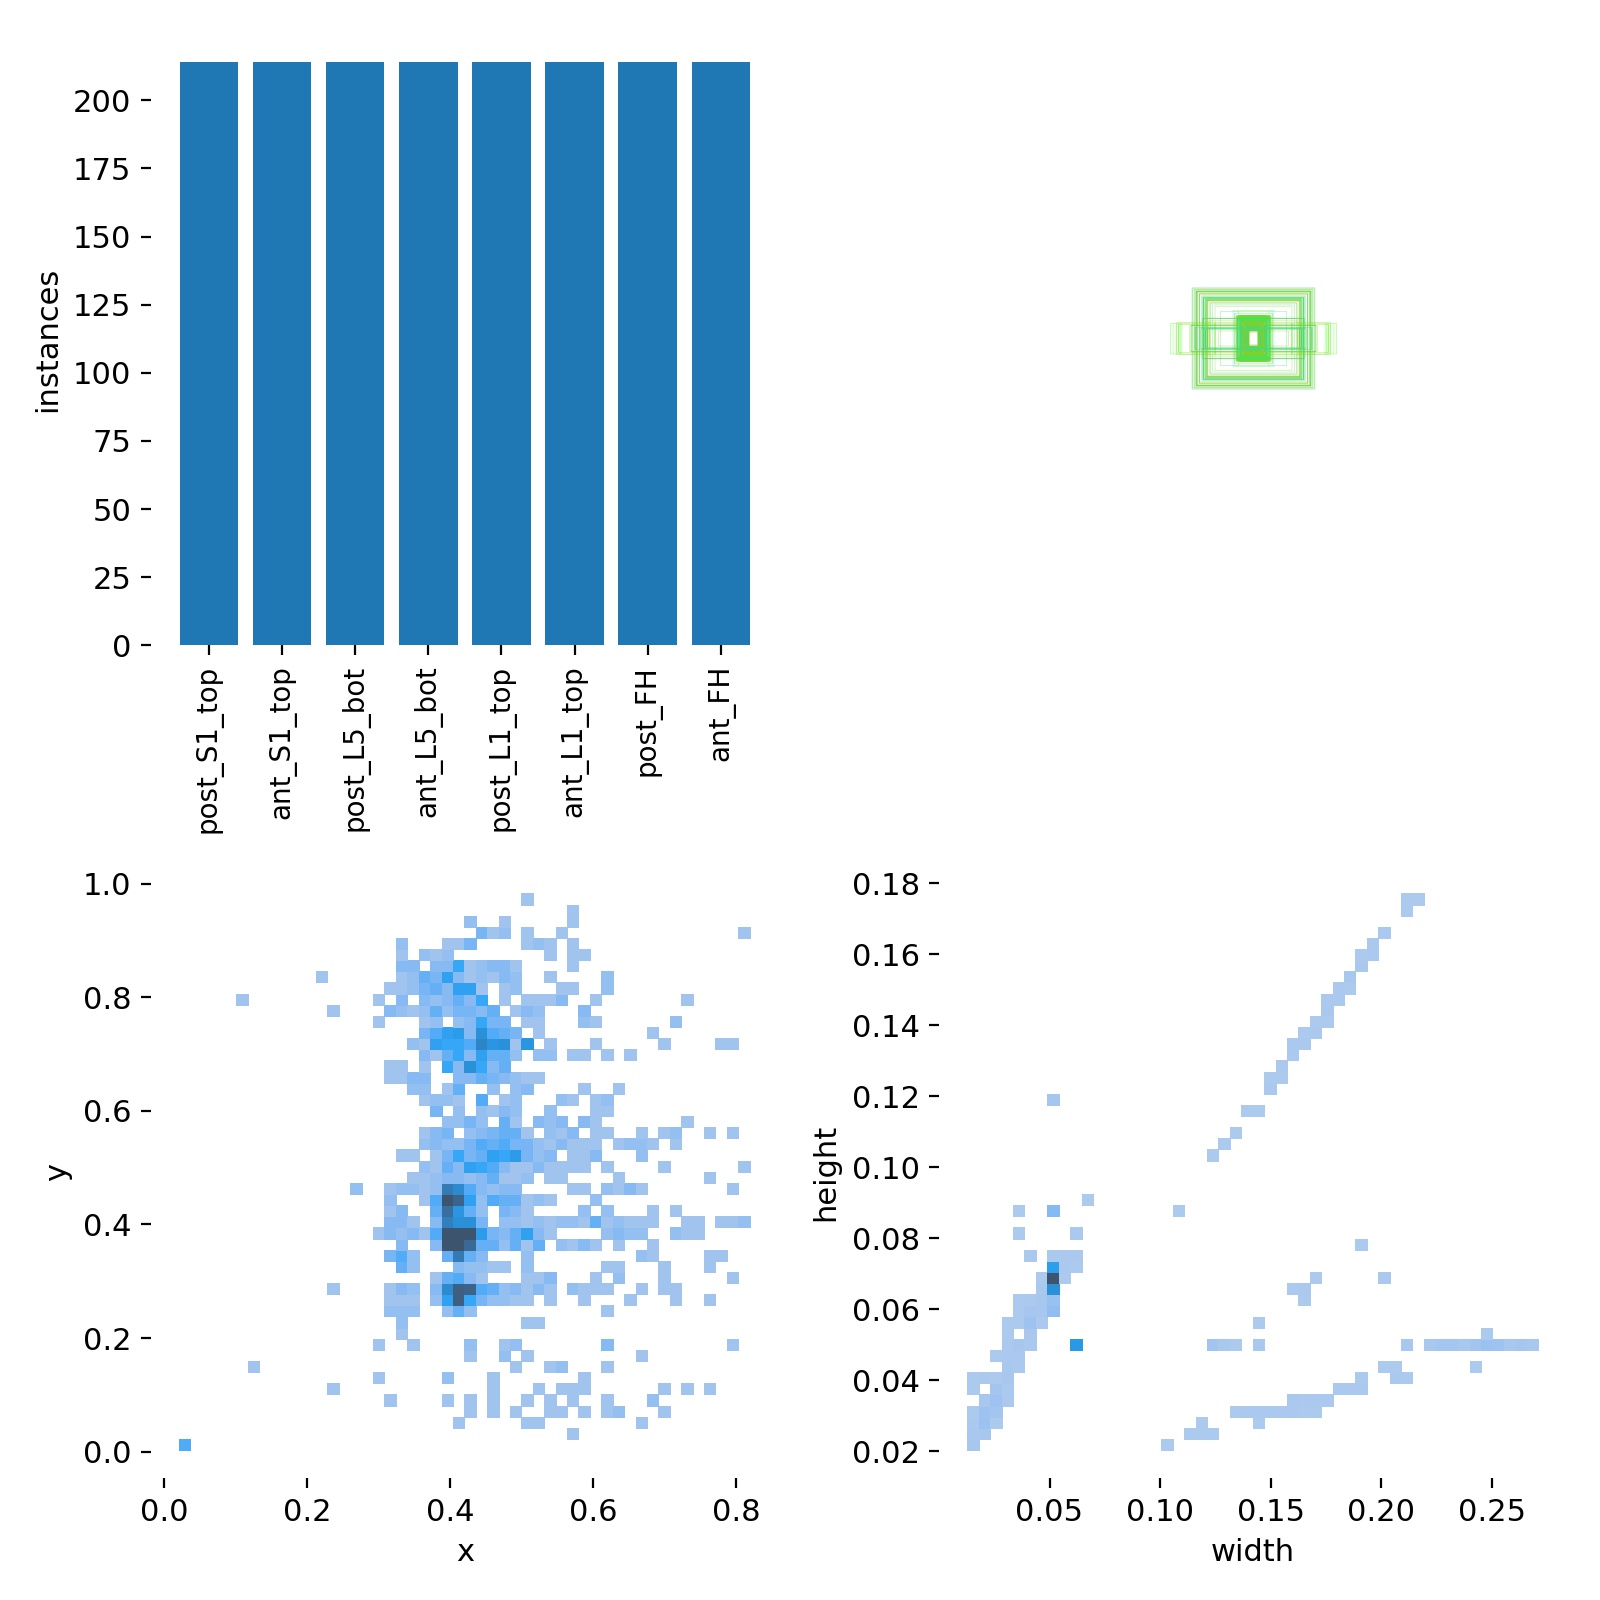 instances
200
175
150
125
100
75
50
25
0
post_S1_top
ant_S1_top
post_L5_bot
ant_L5_bot
post_L1_top
ant_L1_top
post_FH
ant_FH
y
1.0
0.8
0.6
0.4
0.2
0.0
0.0 0.2 0.4 0.6 0.8
x
height
0.18
0.16
0.14
0.12
0.10
0.08
0.06
0.04
0.02
0.05 0.10 0.15 0.20 0.25
width